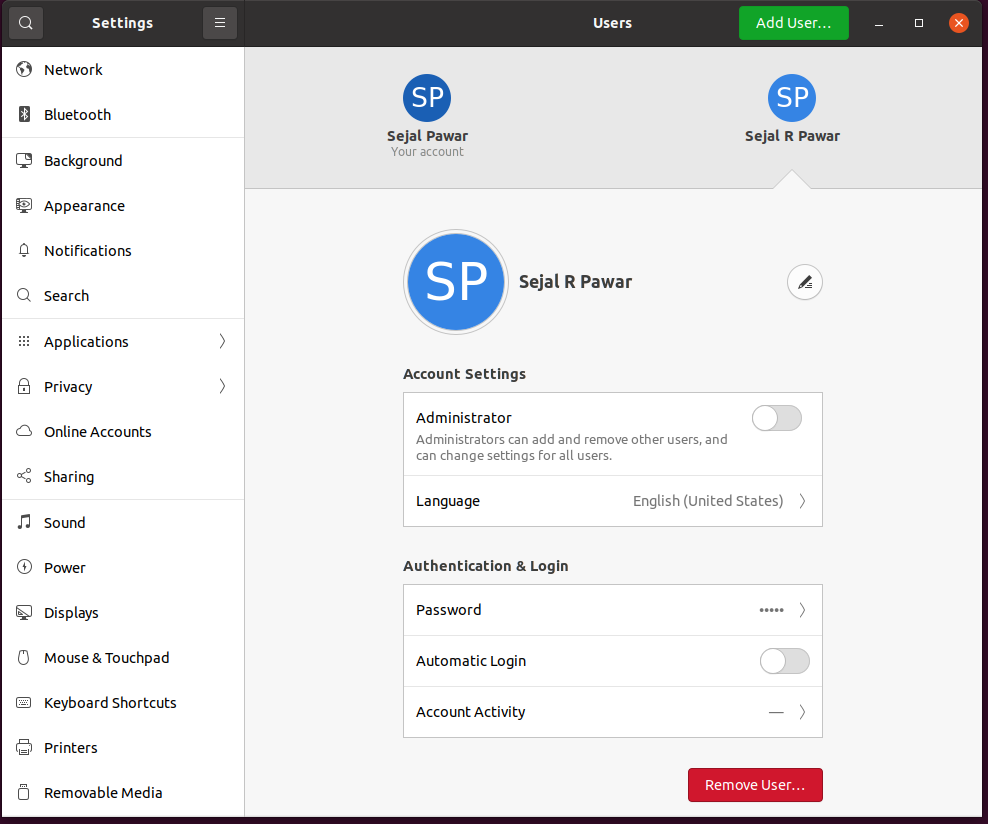 Settings
Users
Add User...
Network
Bluetooth
Background
Appearance
Notifications
Search
Applications
Privacy
Online Accounts
Sharing
Sound
Power
Displays
Mouse & Touchpad
Keyboard Shortcuts
Printers
Removable Media
SP
Sejal Pawar
Your account
SP
Sejal R Pawar
SP
Sejal R Pawar
Account Settings
Administrator
Administrators can add and remove other users, and
can change settings for all users.
Language English (United States)
Authentication & Login
Password •••••
Automatic Login
Account Activity —
Remove User...